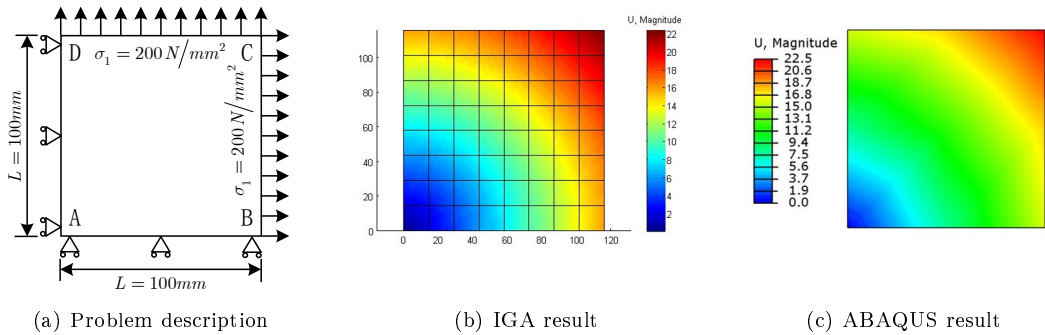 D
σ₁ = 200 N/mm²
C
σ₁ = 200 N/mm²
L = 100mm
A
B
L = 100mm
(a) Problem description
U, Magnitude
100
80
60
40
20
0
0 20 40 60 80 100 120
22
20
18
16
14
12
10
8
6
4
2
(b) IGA result
U, Magnitude
22.5
20.6
18.7
16.8
15.0
13.1
11.2
9.4
7.5
5.6
3.7
1.9
0.0
(c) ABAQUS result